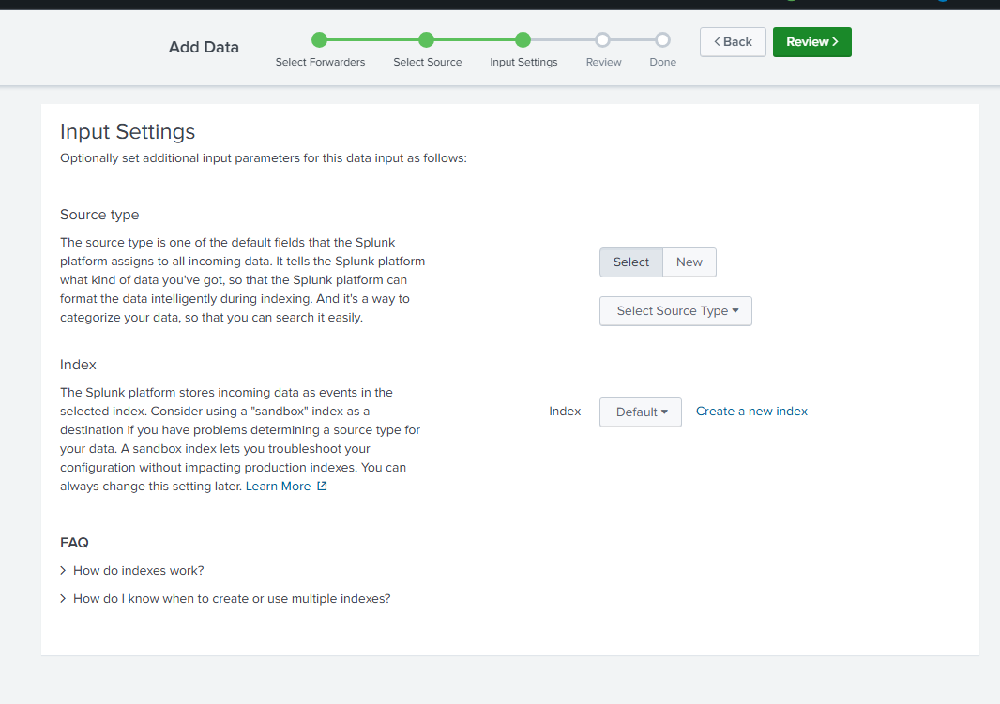 Add Data
Select Forwarders
Select Source
Input Settings
Review
Done
Back
Review
Input Settings
Optionally set additional input parameters for this data input as follows:
Source type
The source type is one of the default fields that the Splunk
platform assigns to all incoming data. It tells the Splunk platform
what kind of data you've got, so that the Splunk platform can
format the data intelligently during indexing. And it's a way to
categorize your data, so that you can search it easily.
Select
New
Select Source Type
Index
The Splunk platform stores incoming data as events in the
selected index. Consider using a "sandbox" index as a
destination if you have problems determining a source type for
your data. A sandbox index lets you troubleshoot your
configuration without impacting production indexes. You can
always change this setting later. Learn More
Index
Default
Create a new index
FAQ
How do indexes work?
How do I know when to create or use multiple indexes?